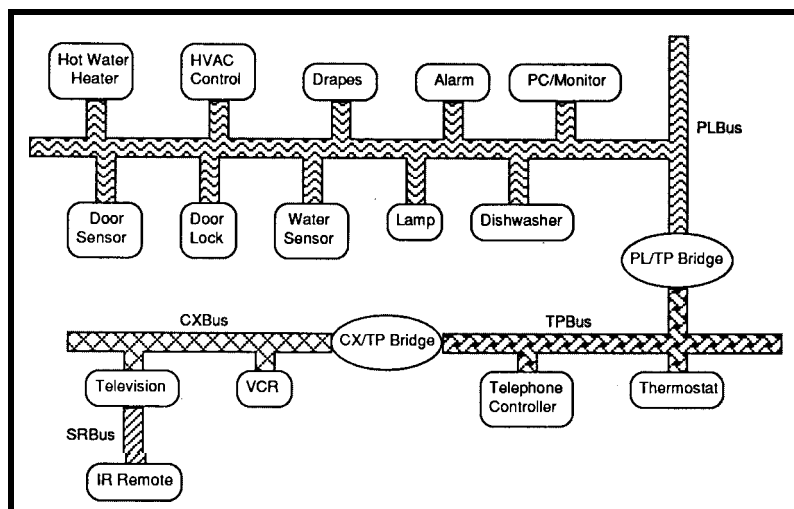 Hot Water
Heater
HVAC
Control
Drapes
Alarm
PC/Monitor
PLBus
Door
Sensor
Door
Lock
Water
Sensor
Lamp
Dishwasher
PL/TP Bridge
CXBus
CX/TP Bridge
TPBus
Television
VCR
Telephone
Controller
Thermostat
SRBus
IR Remote